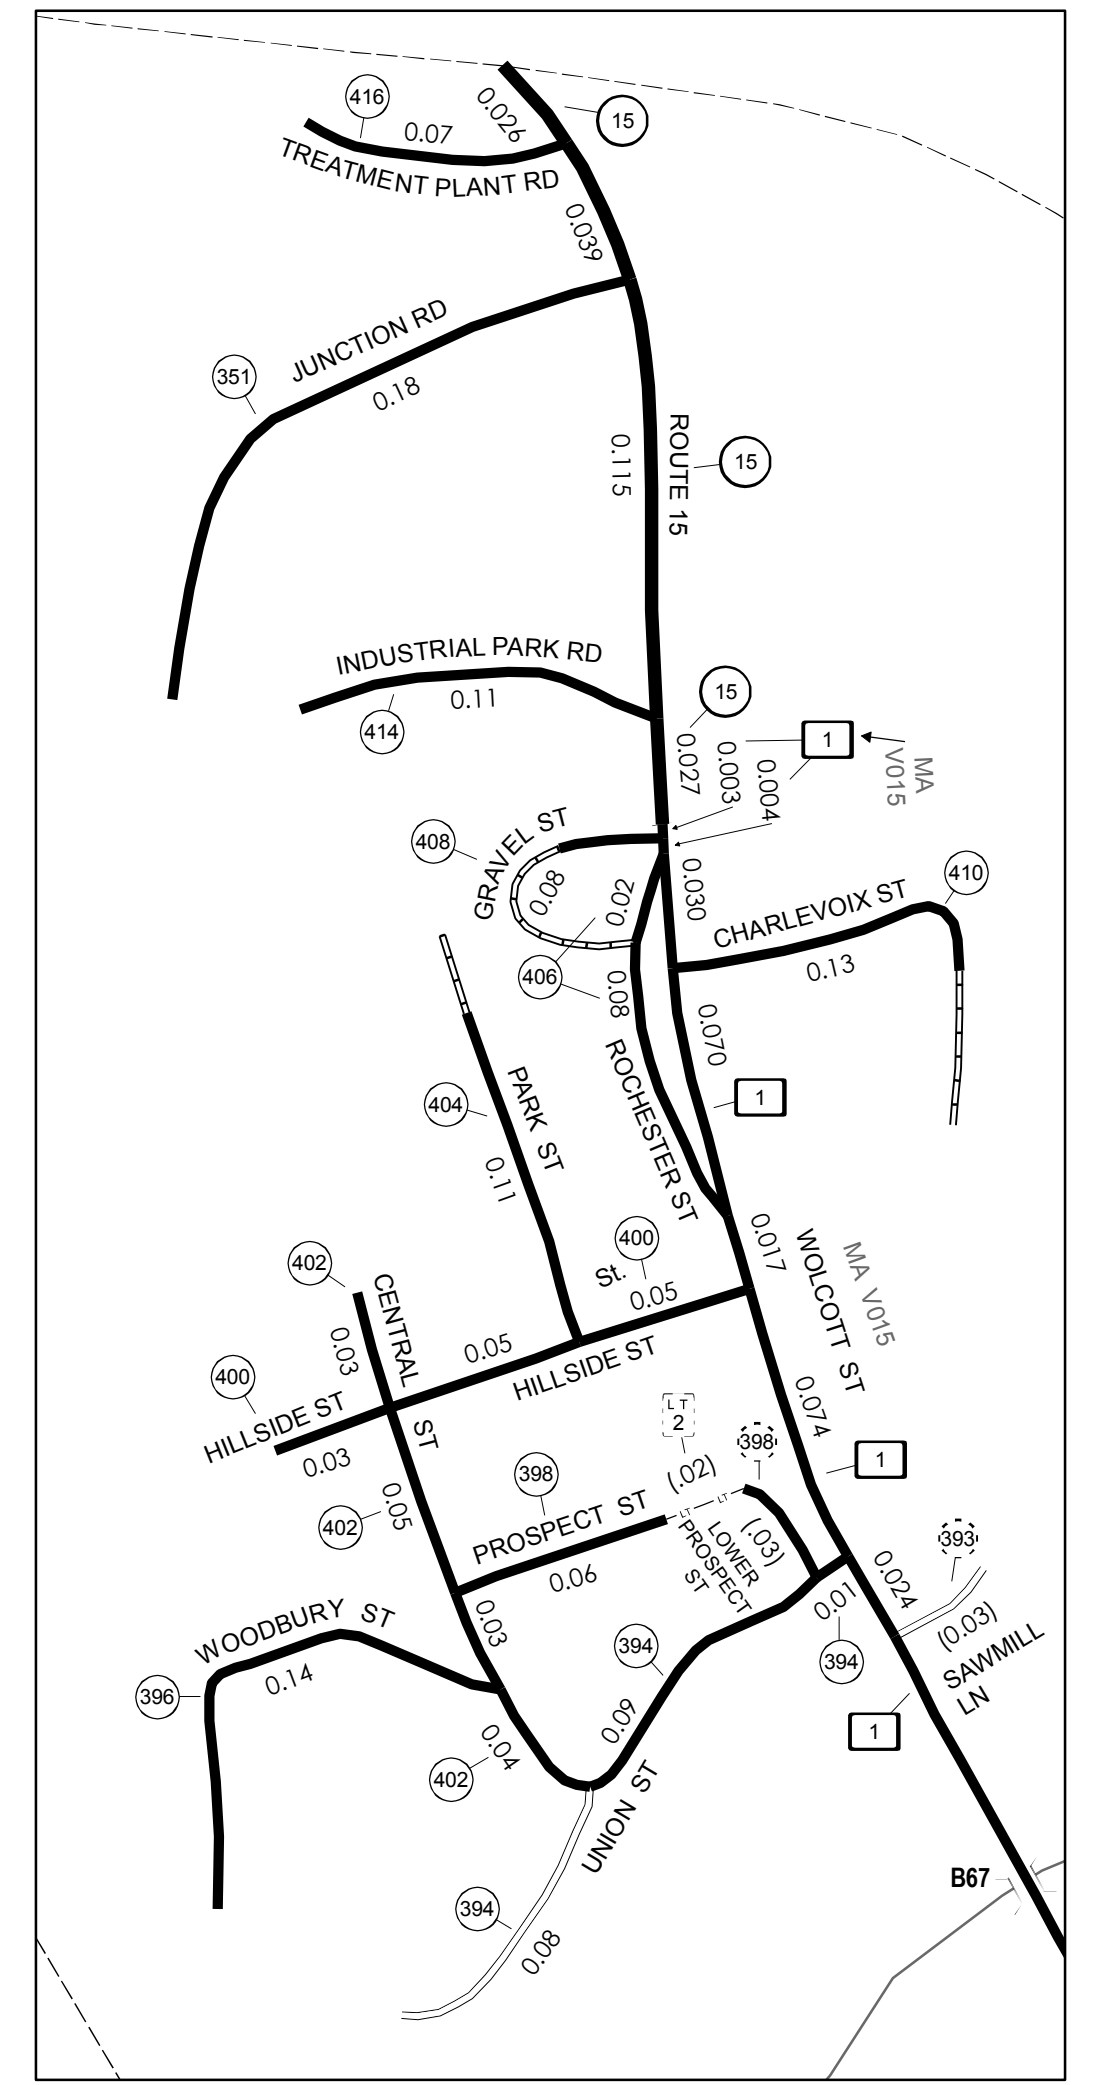 416
0.07
TREATMENT PLANT RD
0.026
15
0.039
JUNCTION RD
351
0.18
ROUTE 15
0.115
15
INDUSTRIAL PARK RD
0.11
414
15
0.027
0.003
0.004
1
MA
V015
408
GRAVEL ST
0.08
0.02
0.030
406
0.08
CHARLEVOIX ST
410
0.13
0.070
ROCHESTER ST
1
404
PARK ST
0.11
0.017
WOLCOTT ST
MA V015
402
CENTRAL ST
0.03
St.
400
0.05
0.05
HILLSIDE ST
400
HILLSIDE ST
0.03
0.074
1
LT
2
(.02)
398
398
402
0.05
PROSPECT ST
0.06
LT
LT
LOWER
PROSPECT
ST
(.03)
0.01
394
0.024
393
(0.03)
SAWMILL
LN
1
WOODBURY ST
0.14
396
0.03
394
0.09
0.04
402
UNION ST
394
0.08
B67